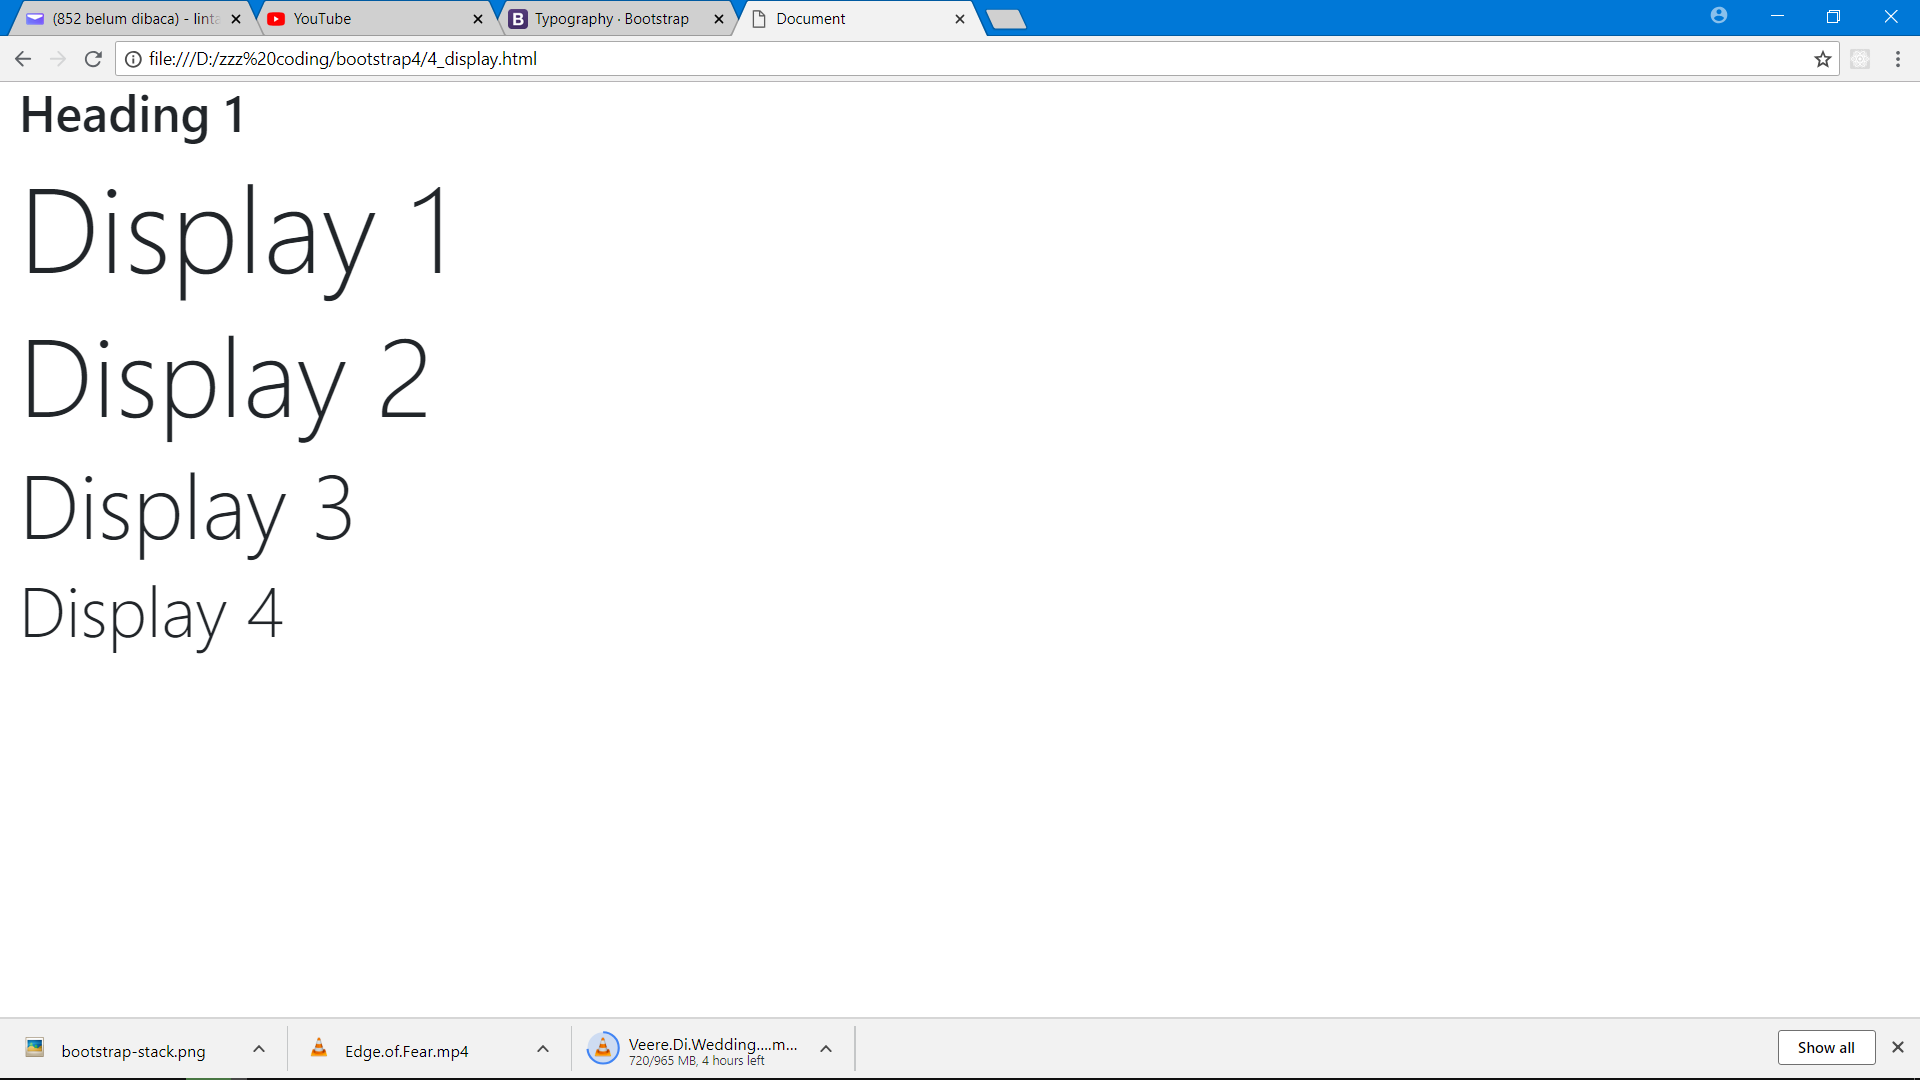 (852 belum dibaca) - linta
YouTube
Typography · Bootstrap
Document
file:///D:/zzz%20coding/bootstrap4/4_display.html
Heading 1
Display 1
Display 2
Display 3
Display 4
bootstrap-stack.png
Edge.of.Fear.mp4
Veere.Di.Wedding....m...
720/965 MB, 4 hours left
Show all